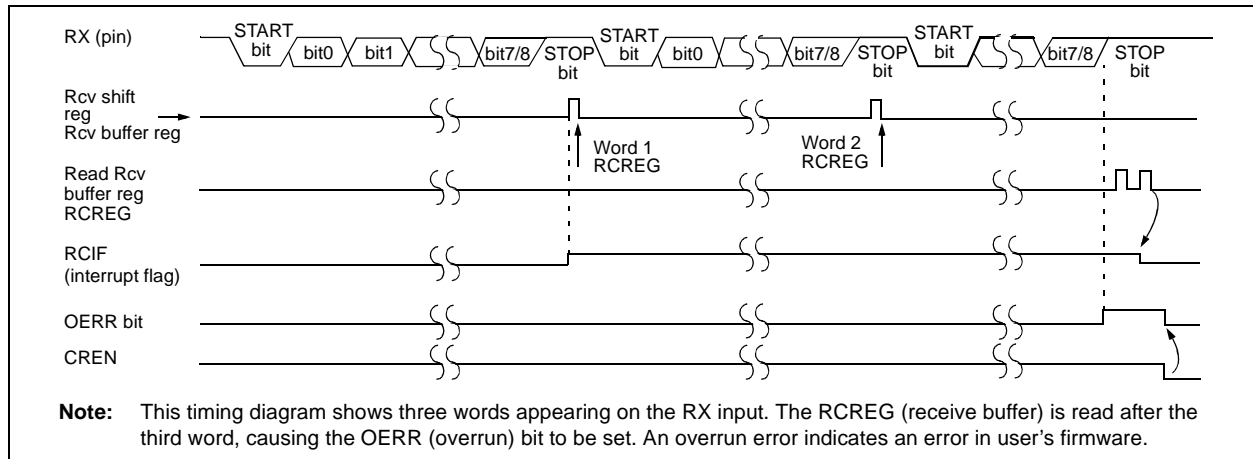 RX (pin)
START
bit
bit0
bit1
bit7/8
STOP
bit
START
bit
bit0
bit7/8
STOP
bit
START
bit
bit7/8
STOP
bit
Rcv shift
reg
Rcv buffer reg
Word 1
RCREG
Word 2
RCREG
Read Rcv
buffer reg
RCREG
RCIF
(interrupt flag)
OERR bit
CREN
Note: This timing diagram shows three words appearing on the RX input. The RCREG (receive buffer) is read after the
third word, causing the OERR (overrun) bit to be set. An overrun error indicates an error in user's firmware.